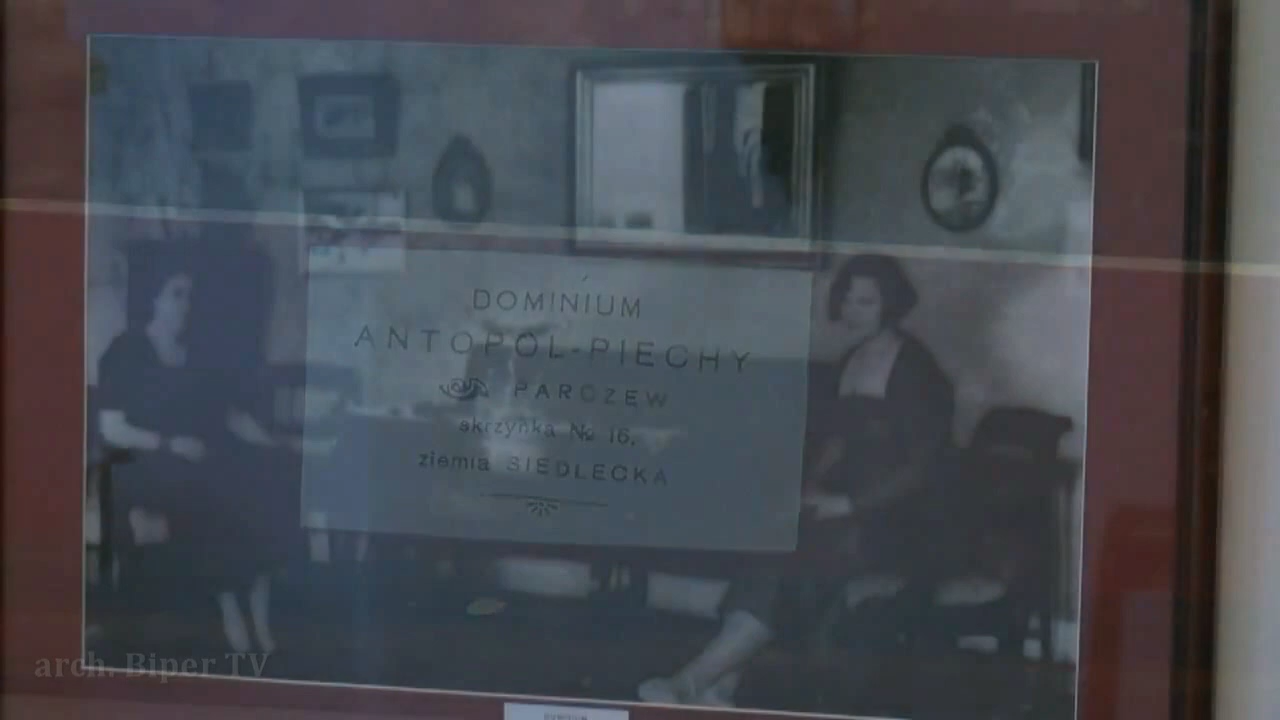 DOMINIUM
ANTOPOL-PIECHY
PARCZEW
skrzynka № 16.
ziemia SIEDLECKA
arch. Biper TV